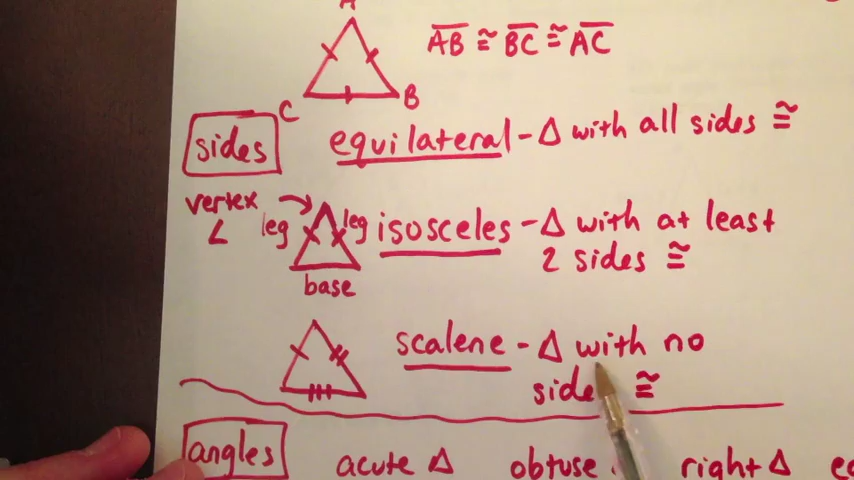 A
AB ≅ BC ≅ AC
C
B
sides
equilateral - Δ with all sides ≅
vertex
∠
leg
leg
isosceles - Δ with at least
2 sides ≅
base
scalene - Δ with no
side ≅
angles
acute Δ
obtuse
right Δ